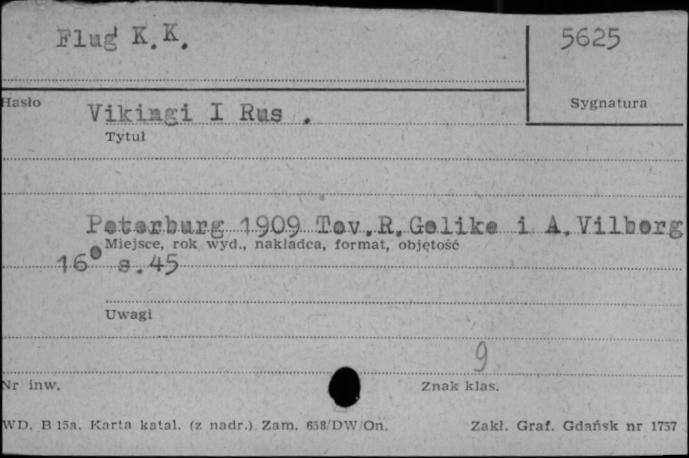 Flug K.K.
5625
Hasło
Sygnatura
Vikingi I Rus .
Tytuł
Peterburg 1909 Tov.R.Golike i A.Vilborg
Miejsce, rok wyd., nakładca, format, objętość
16° s.45
Uwagi
9
Nr inw.
Znak klas.
WD. B 15a. Karta katal. (z nadr.). Zam. 658/DW/On.
Zakł. Graf. Gdańsk nr 1757